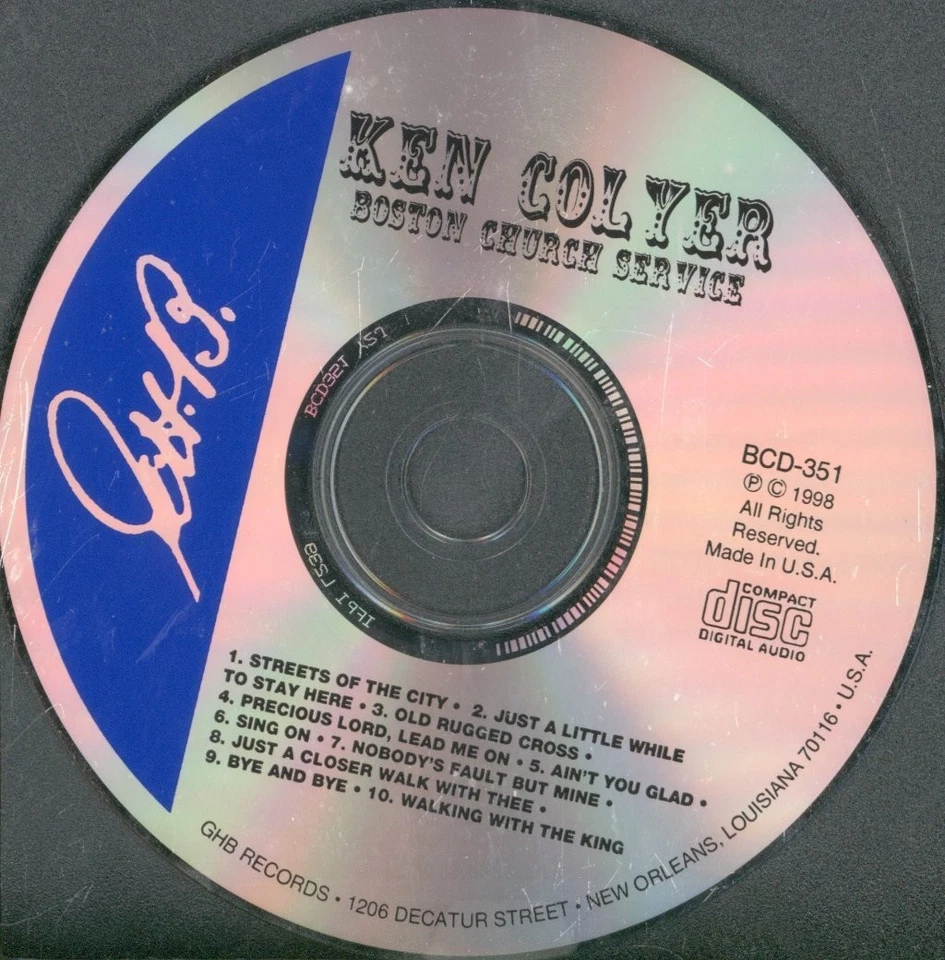 KEN COLYER
BOSTON CHURCH SERVICE
G.H.B.
BCD-351
Ⓟ © 1998
All Rights
Reserved.
Made In U.S.A.
COMPACT
disc
DIGITAL AUDIO
1. STREETS OF THE CITY • 2. JUST A LITTLE WHILE
TO STAY HERE • 3. OLD RUGGED CROSS •
4. PRECIOUS LORD, LEAD ME ON • 5. AIN'T YOU GLAD •
6. SING ON • 7. NOBODY'S FAULT BUT MINE •
8. JUST A CLOSER WALK WITH THEE •
9. BYE AND BYE • 10. WALKING WITH THE KING
GHB RECORDS • 1206 DECATUR STREET • NEW ORLEANS, LOUISIANA 70116 • U.S.A.